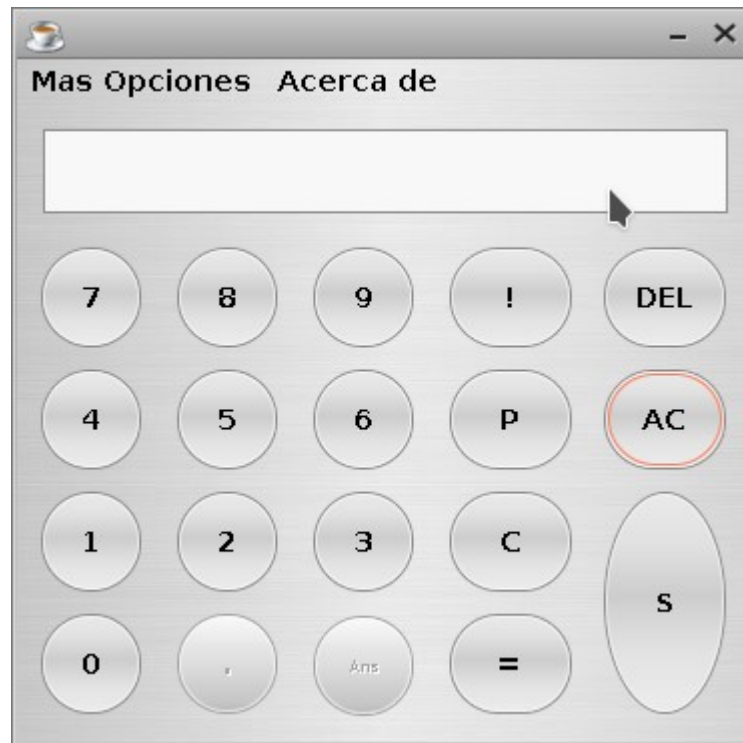 Mas Opciones Acerca de
7 8 9 ! DEL
4 5 6 P AC
1 2 3 C
S
0 . Ans =